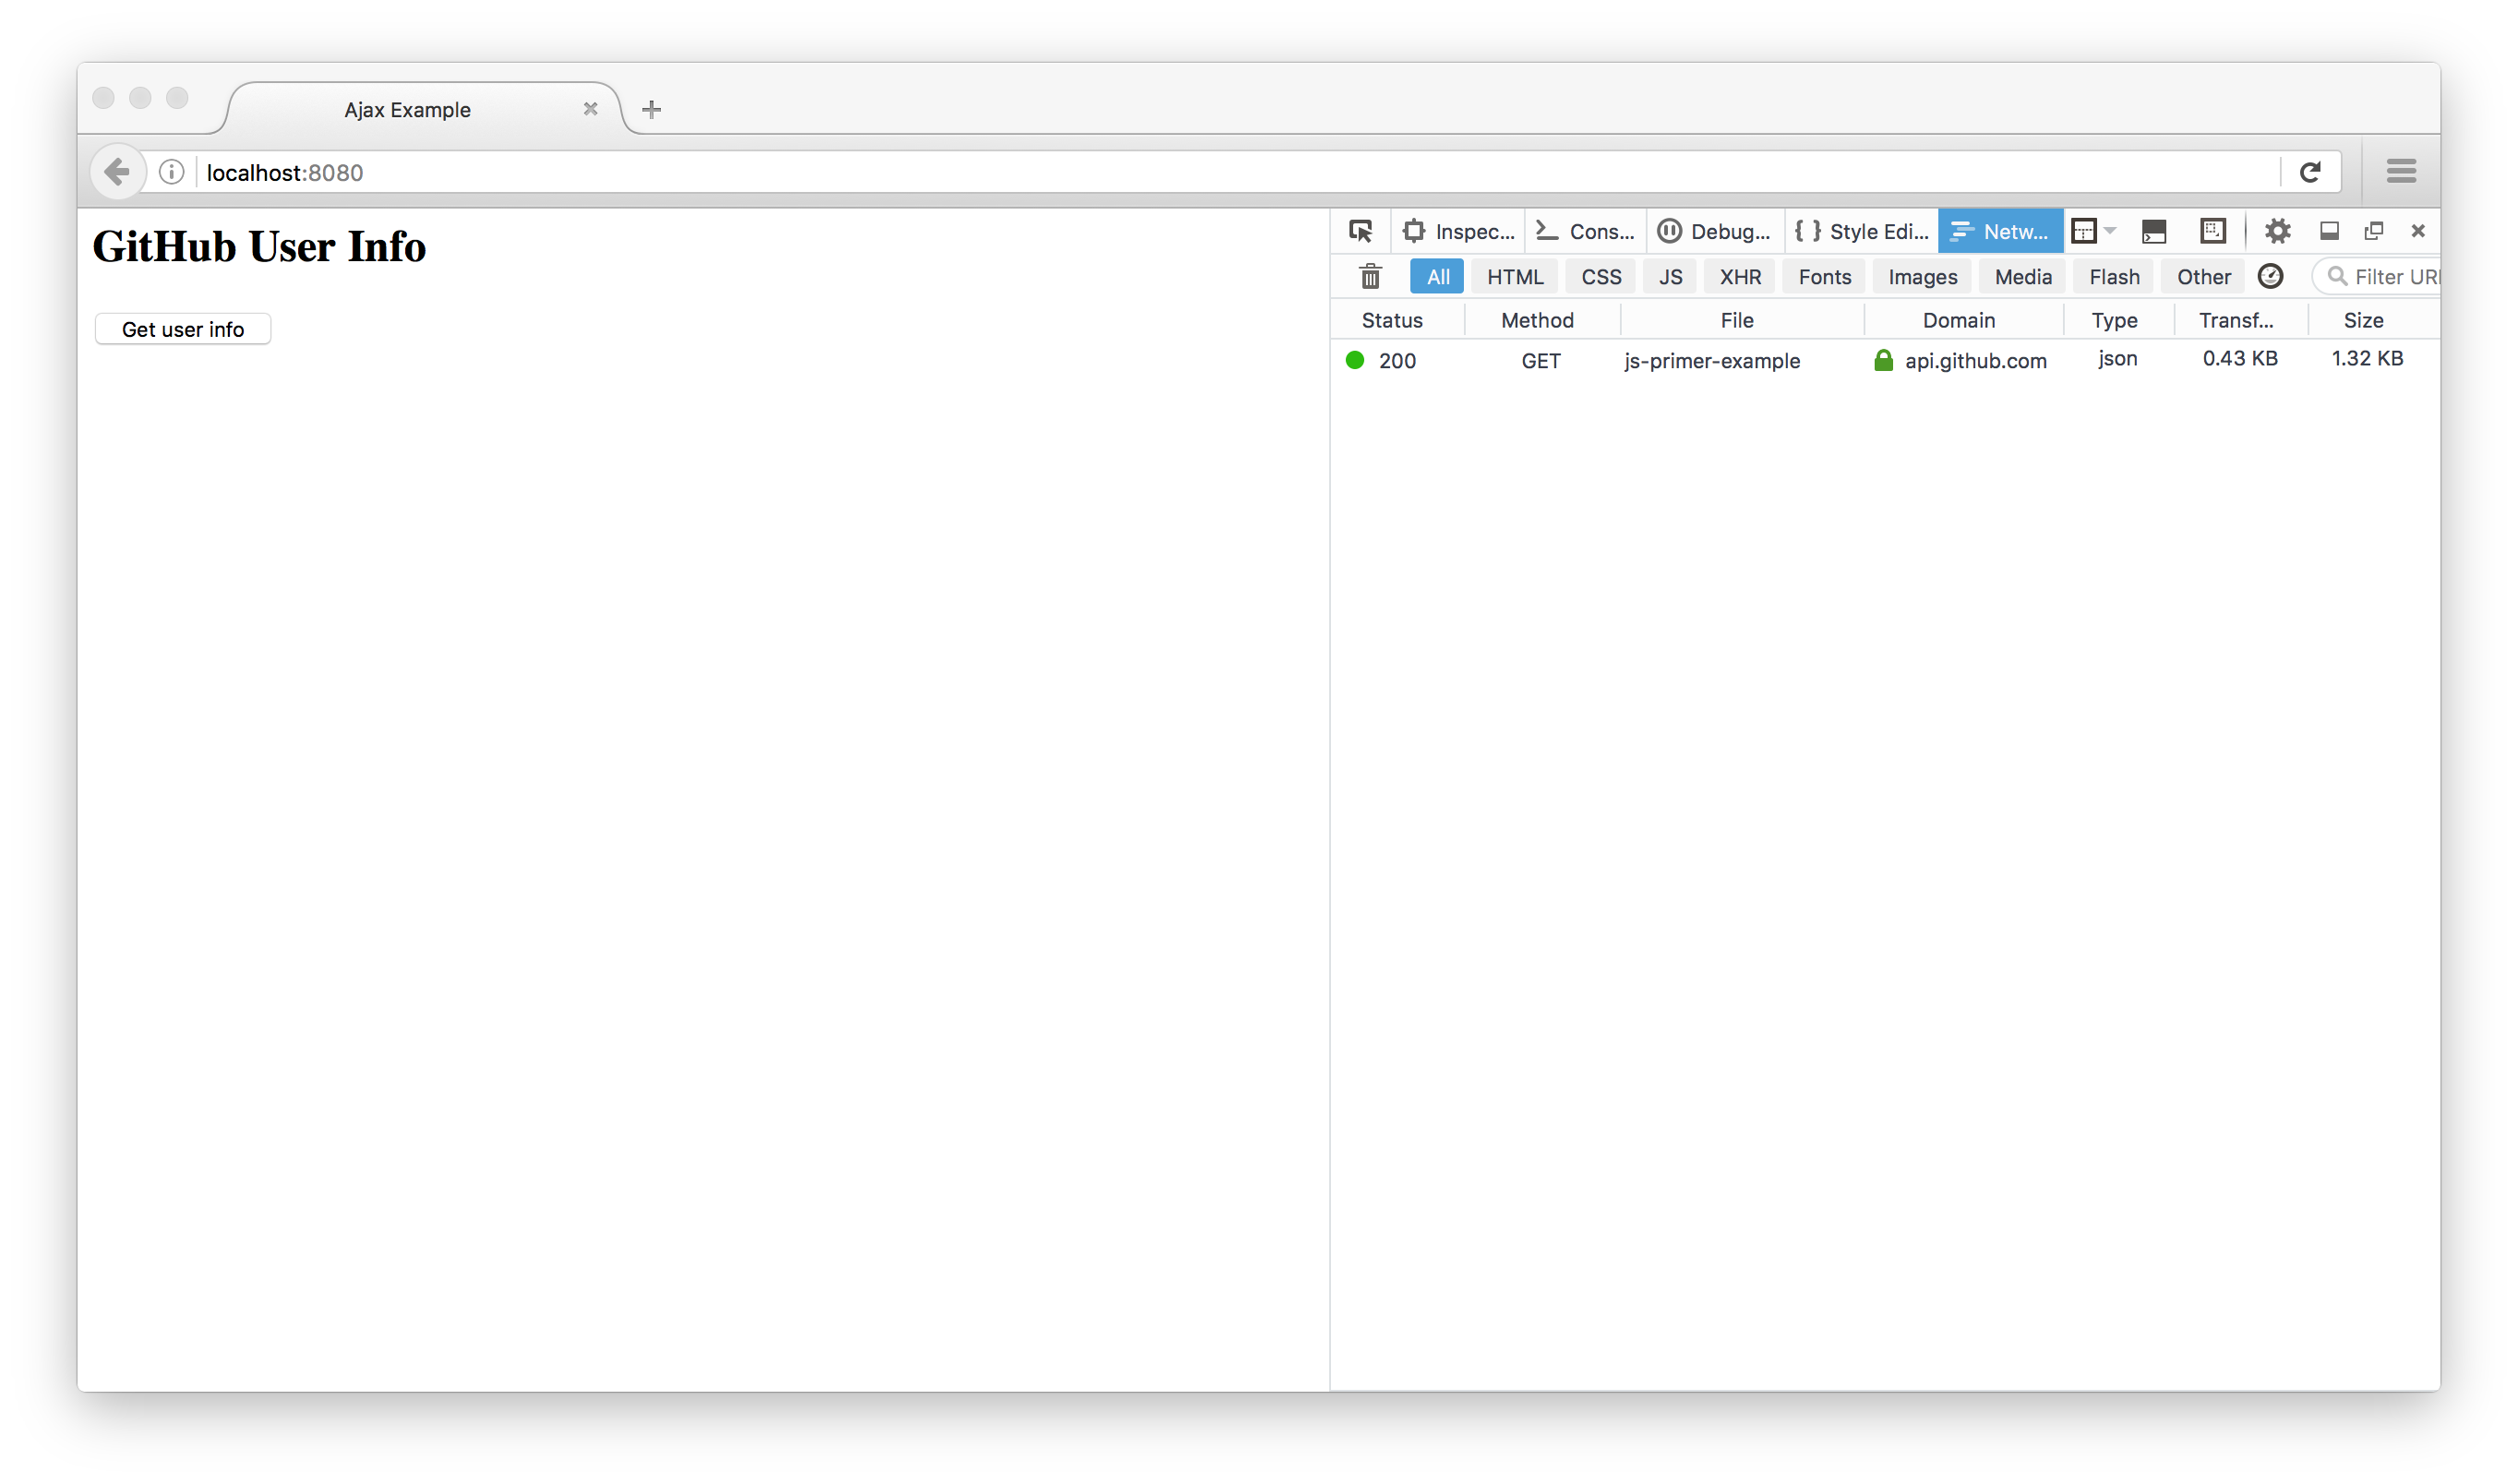 Ajax Example
localhost:8080
GitHub User Info
Get user info
Inspec... Cons... Debug... { } Style Edi... Netw...
All HTML CSS JS XHR Fonts Images Media Flash Other Filter URI
Status Method File Domain Type Transf... Size
200 GET js-primer-example api.github.com json 0.43 KB 1.32 KB